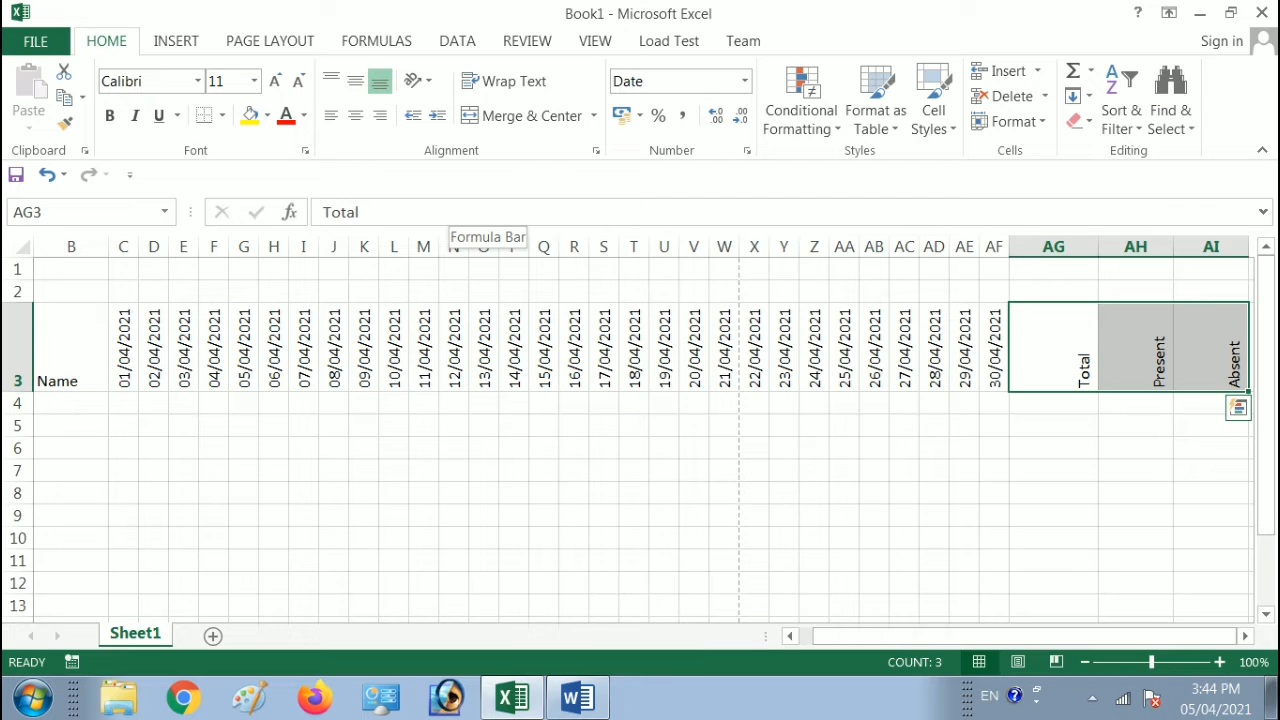 Book1 - Microsoft Excel
?
FILE HOME INSERT PAGE LAYOUT FORMULAS DATA REVIEW VIEW Load Test Team Sign in
Paste
Calibri 11
B I U A
Wrap Text
Merge & Center
Date
%
Conditional Formatting
Format as Table
Cell Styles
Insert
Delete
Format
Sort & Filter
Find & Select
Clipboard Font Alignment Number Styles Cells Editing
AG3 fx Total
Formula Bar
B C D E F G H I J K L M N O P Q R S T U V W X Y Z AA AB AC AD AE AF AG AH AI
1
2
3 Name 01/04/2021 02/04/2021 03/04/2021 04/04/2021 05/04/2021 06/04/2021 07/04/2021 08/04/2021 09/04/2021 10/04/2021 11/04/2021 12/04/2021 13/04/2021 14/04/2021 15/04/2021 16/04/2021 17/04/2021 18/04/2021 19/04/2021 20/04/2021 21/04/2021 22/04/2021 23/04/2021 24/04/2021 25/04/2021 26/04/2021 27/04/2021 28/04/2021 29/04/2021 30/04/2021 Total Present Absent
4
5
6
7
8
9
10
11
12
13
Sheet1
READY COUNT: 3 100%
EN 3:44 PM
05/04/2021